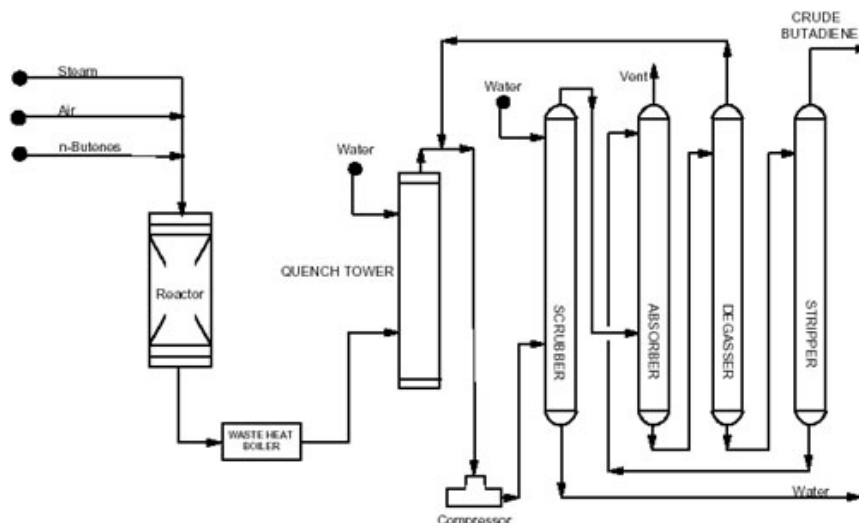 CRUDE
BUTADIENE
Steam
Vent
Water
Air
n-Butenes
Water
QUENCH TOWER
Reactor
SCRUBBER
ABSORBER
DEGASSER
STRIPPER
WASTE HEAT
BOILER
Water
Compressor